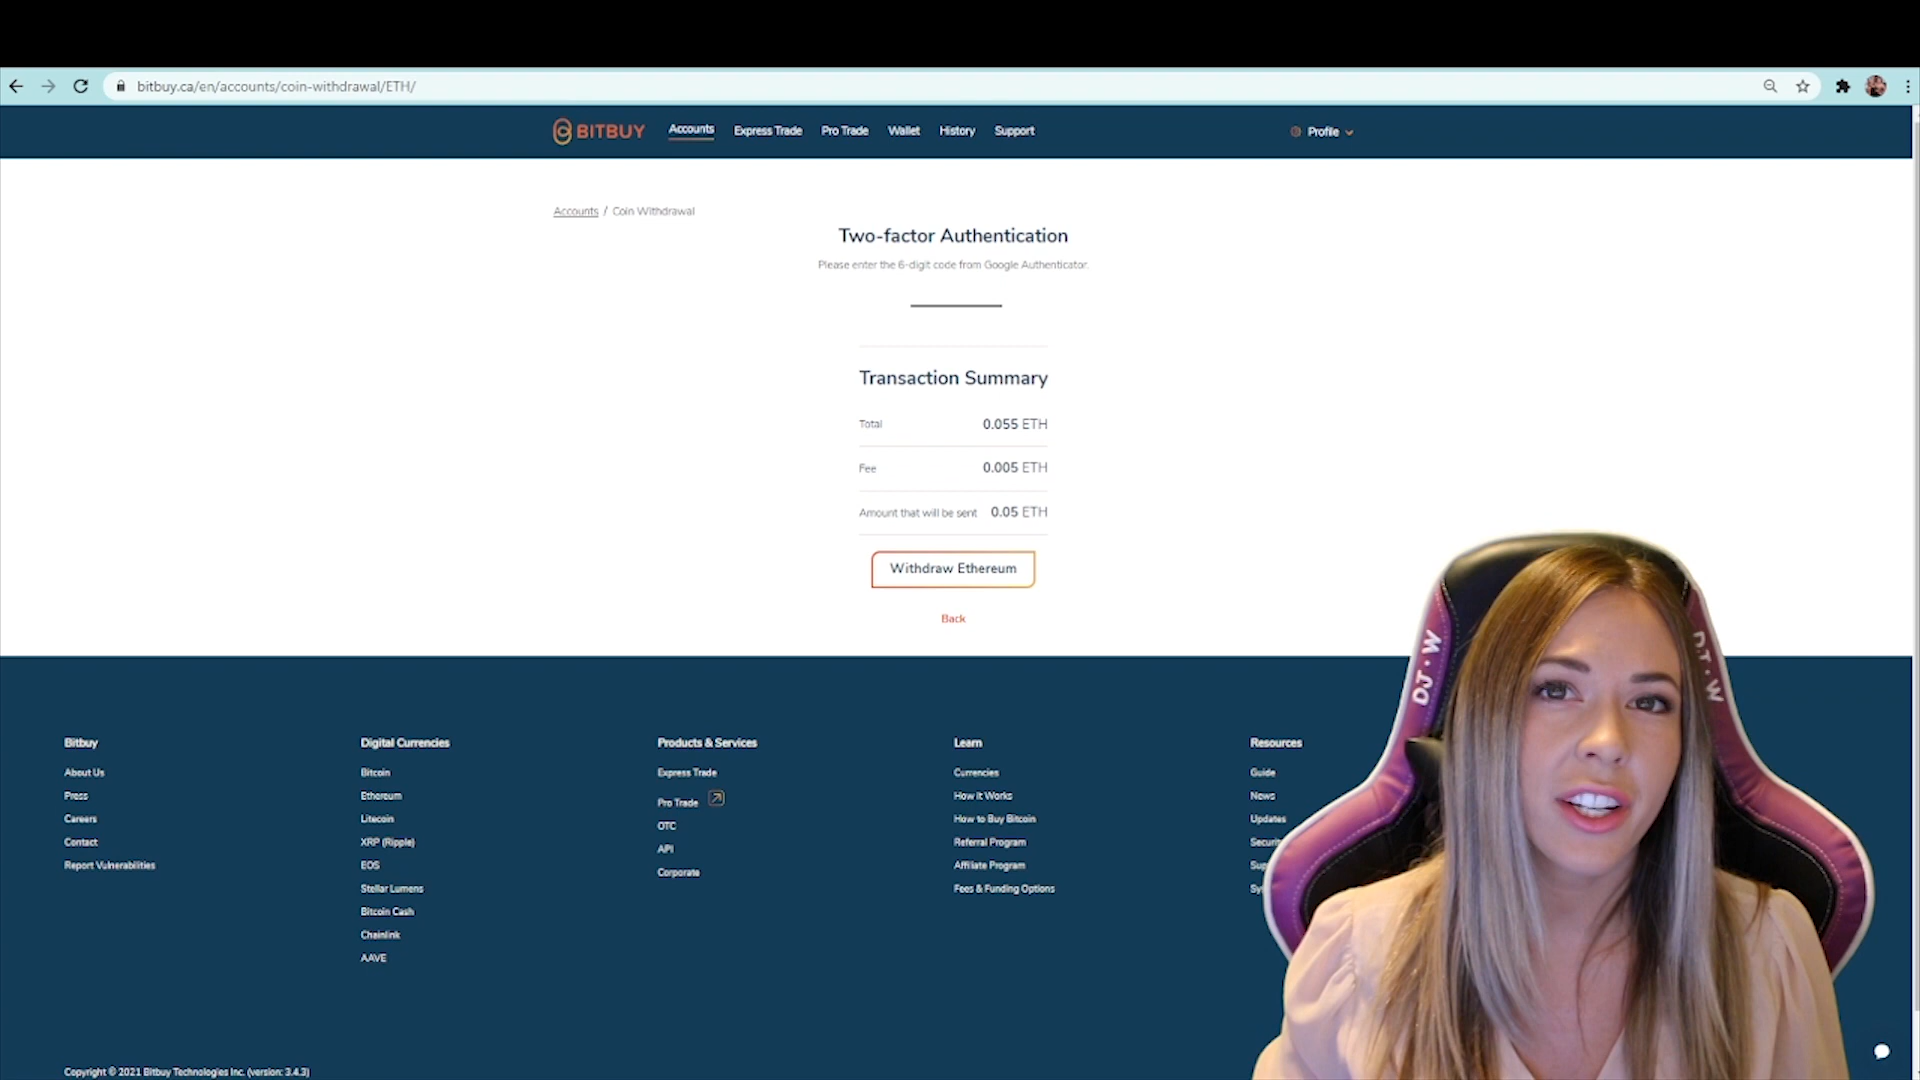 bitbuy.ca/en/accounts/coin-withdrawal/ETH/
BITBUY
Accounts
Express Trade
Pro Trade
Wallet
History
Support
Profile
Accounts / Coin Withdrawal
Two-factor Authentication
Please enter the 6-digit code from Google Authenticator.
Transaction Summary
Total 0.055 ETH
Fee 0.005 ETH
Amount that will be sent 0.05 ETH
Withdraw Ethereum
Back
DJ·W
DJ·W
Bitbuy
About Us
Press
Careers
Contact
Report Vulnerabilities
Digital Currencies
Bitcoin
Ethereum
Litecoin
XRP (Ripple)
EOS
Stellar Lumens
Bitcoin Cash
Chainlink
AAVE
Products & Services
Express Trade
Pro Trade
OTC
API
Corporate
Learn
Currencies
How it Works
How to Buy Bitcoin
Referral Program
Affiliate Program
Fees & Funding Options
Resources
Guide
News
Updates
Copyright © 2021 Bitbuy Technologies Inc. (version: 3.4.3)